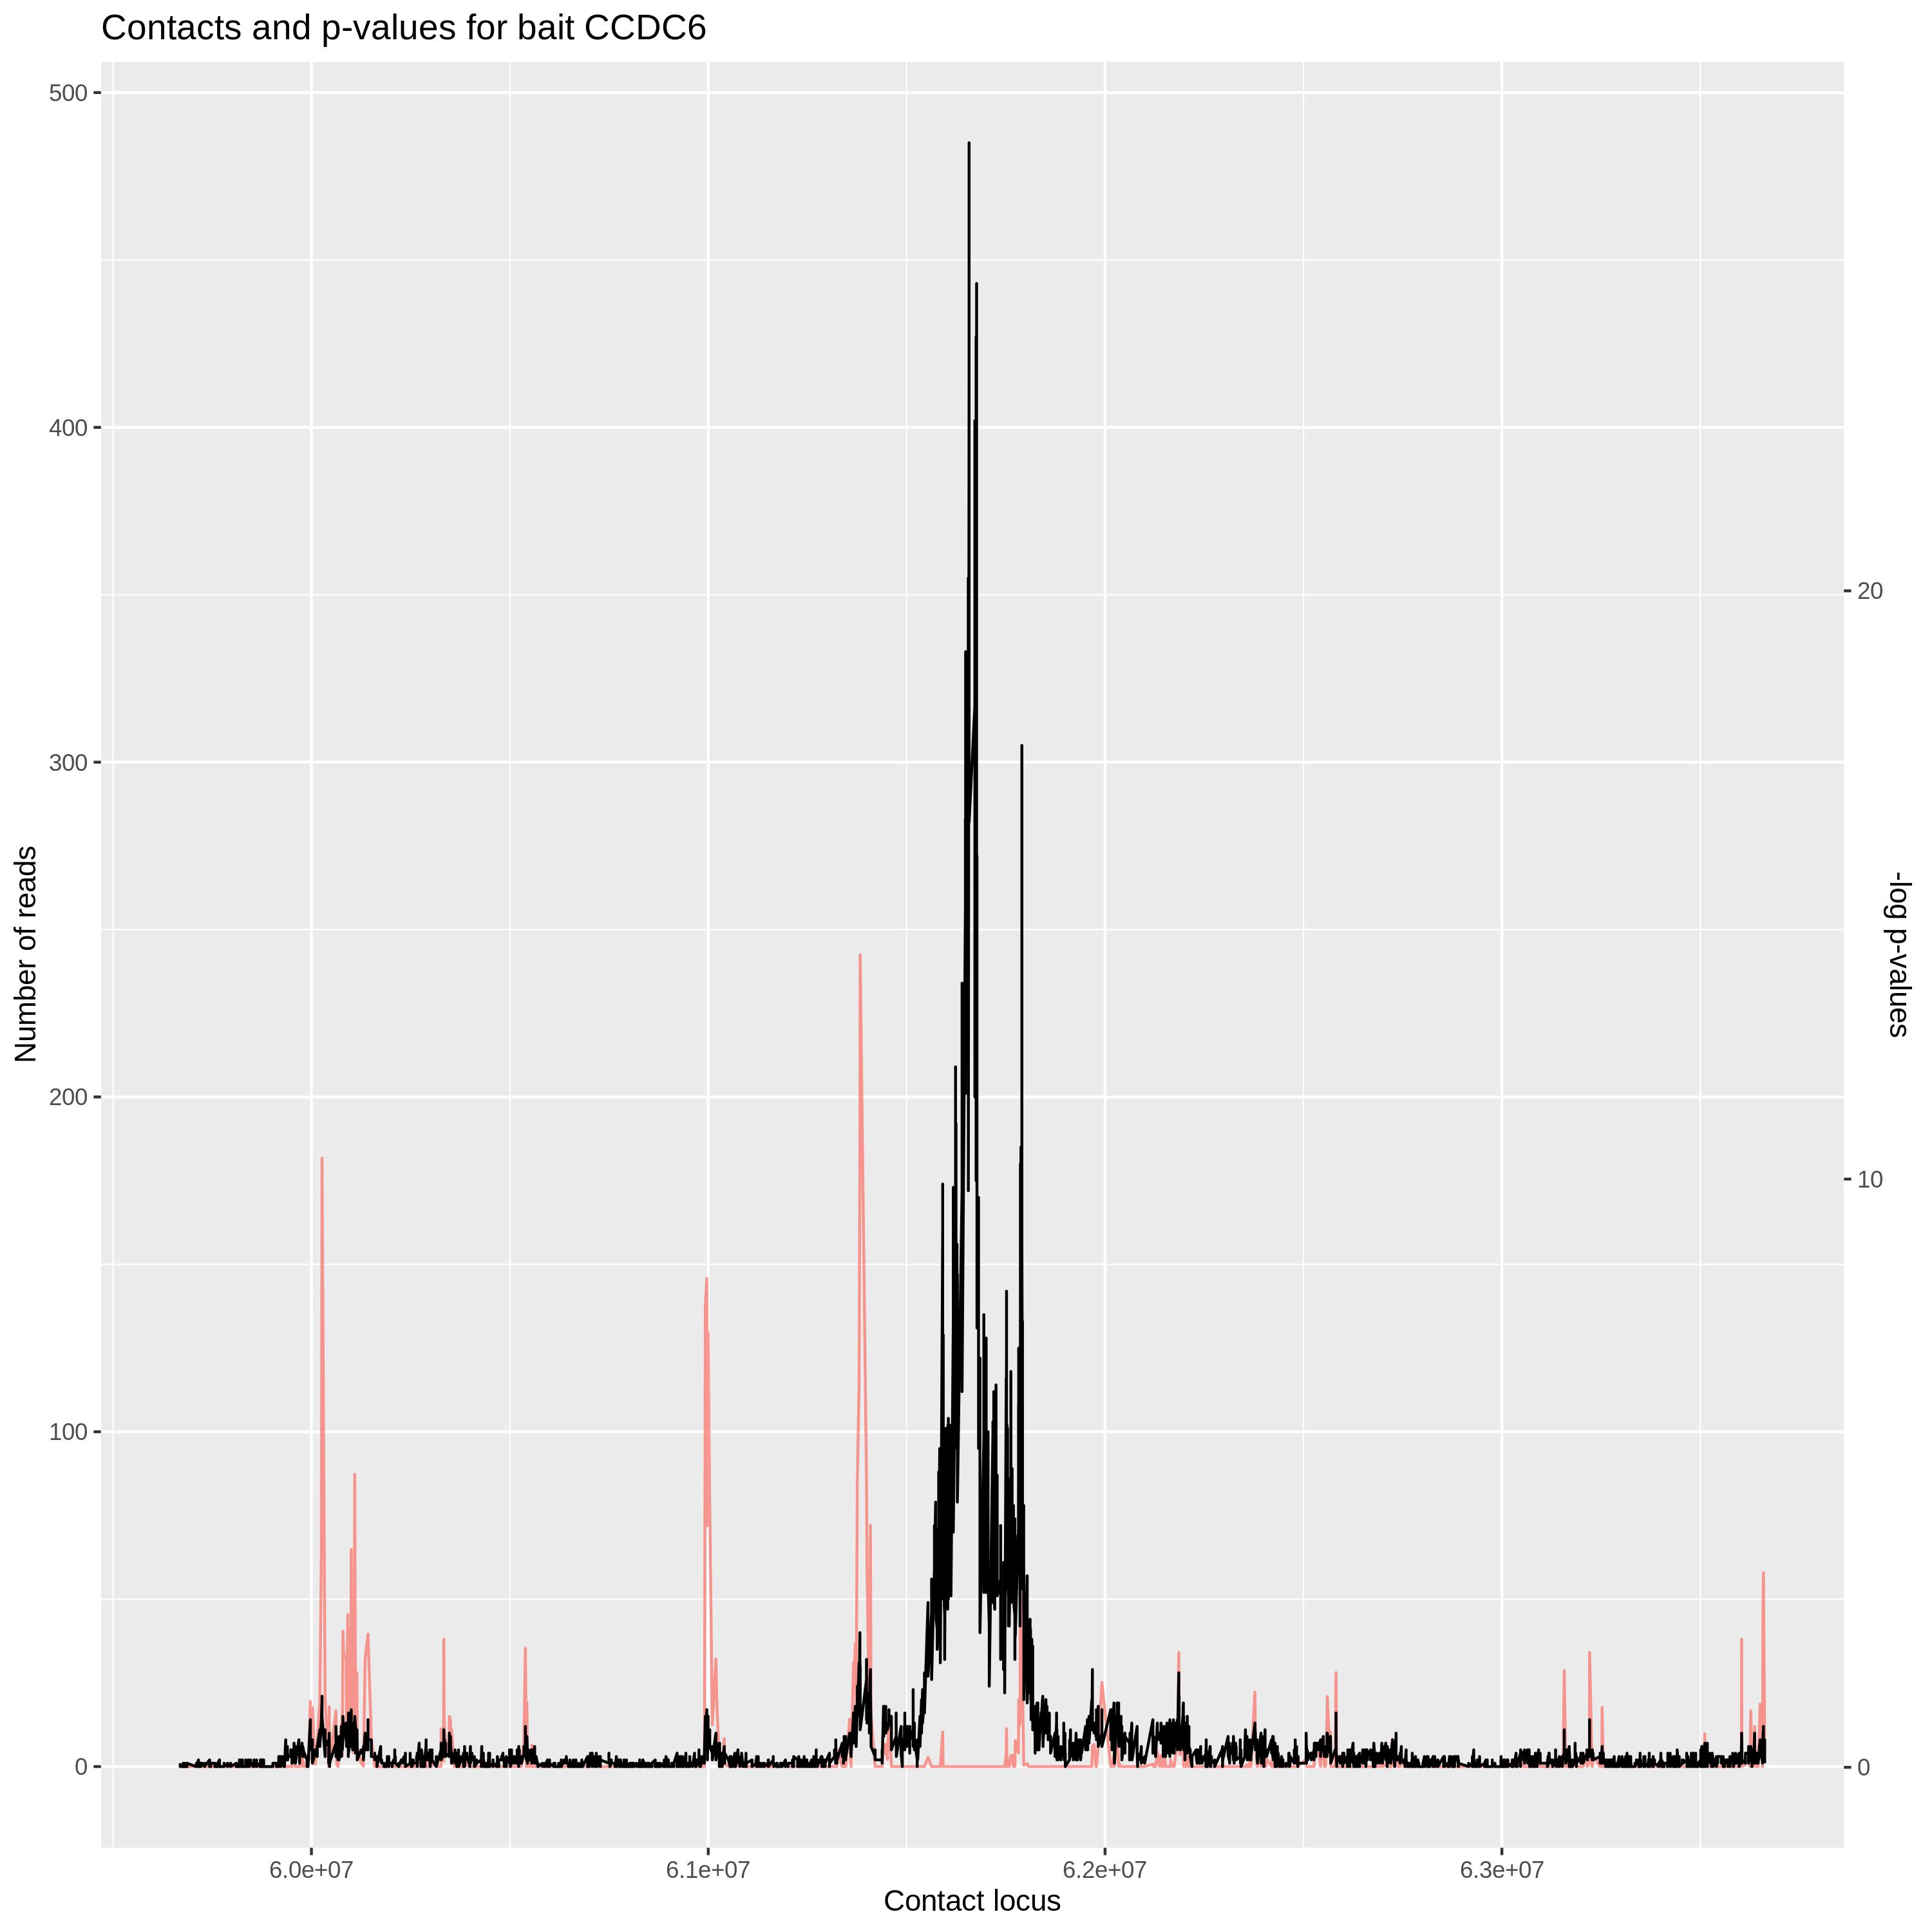 Contacts and p-values for bait CCDC6
500
400
300
200
100
0
Number of reads
20
10
0
-log p-values
6.0e+07
6.1e+07
6.2e+07
6.3e+07
Contact locus